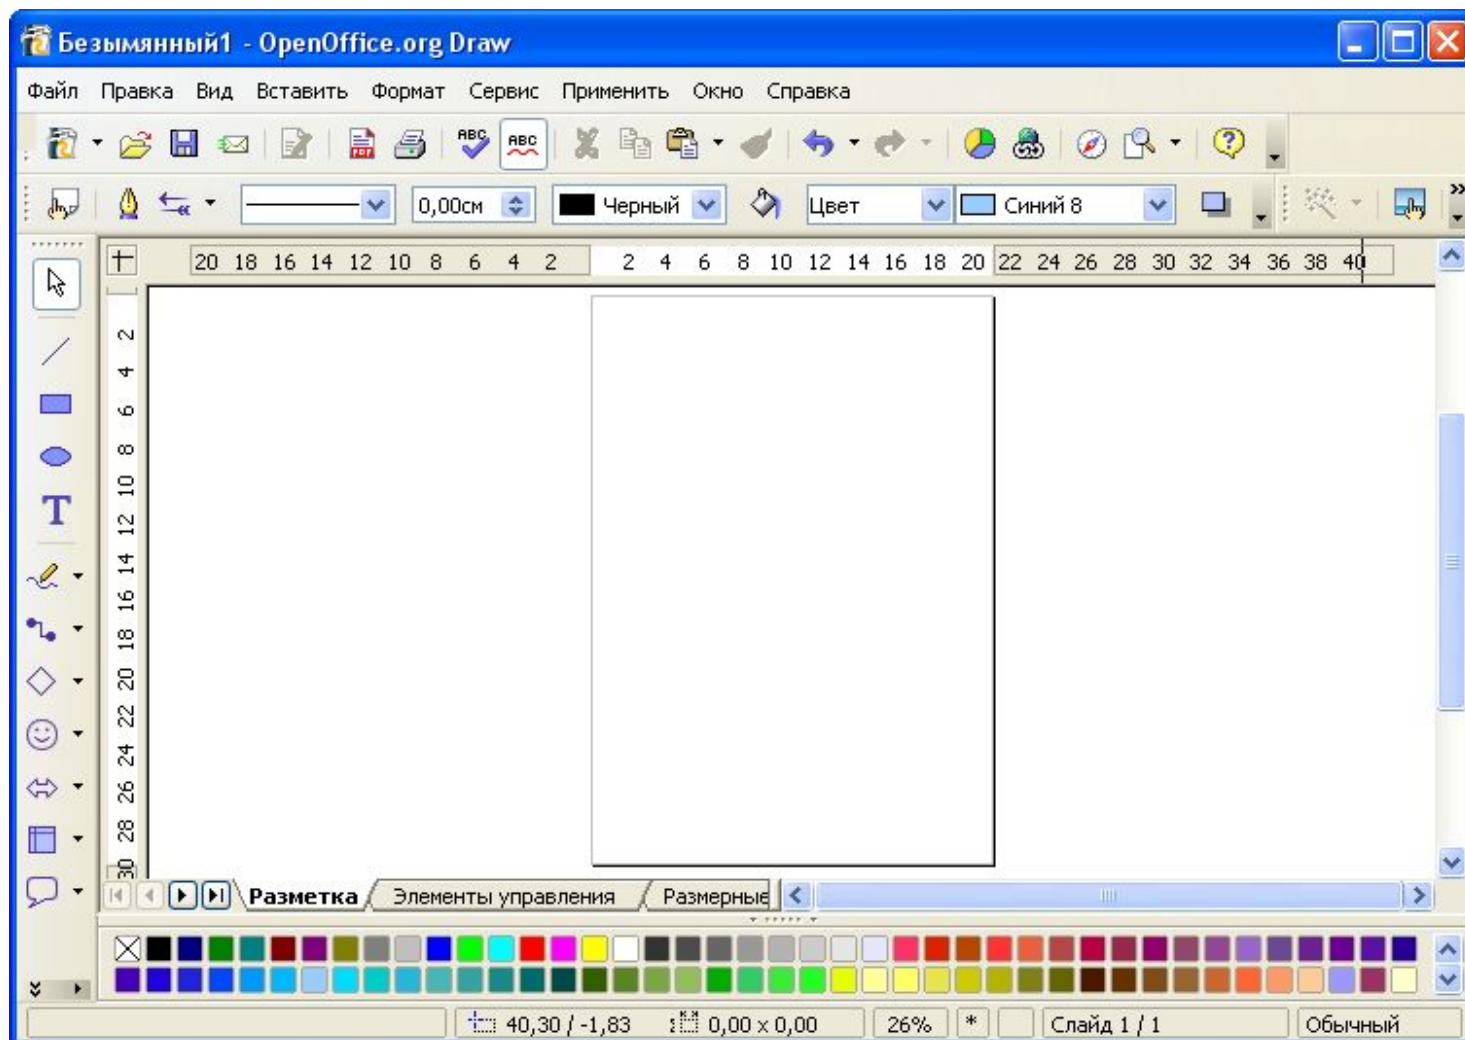 Безымянный1 - OpenOffice.org Draw
Файл Правка Вид Вставить Формат Сервис Применить Окно Справка
PDF ABC ABC
0,00см Черный Цвет Синий 8
20 18 16 14 12 10 8 6 4 2 2 4 6 8 10 12 14 16 18 20 22 24 26 28 30 32 34 36 38 40
2
4
6
8
10
T
12
14
16
18
20
22
24
26
28
30
Разметка Элементы управления Размерные
40,30 / -1,83 0,00 x 0,00 26% * Слайд 1 / 1 Обычный